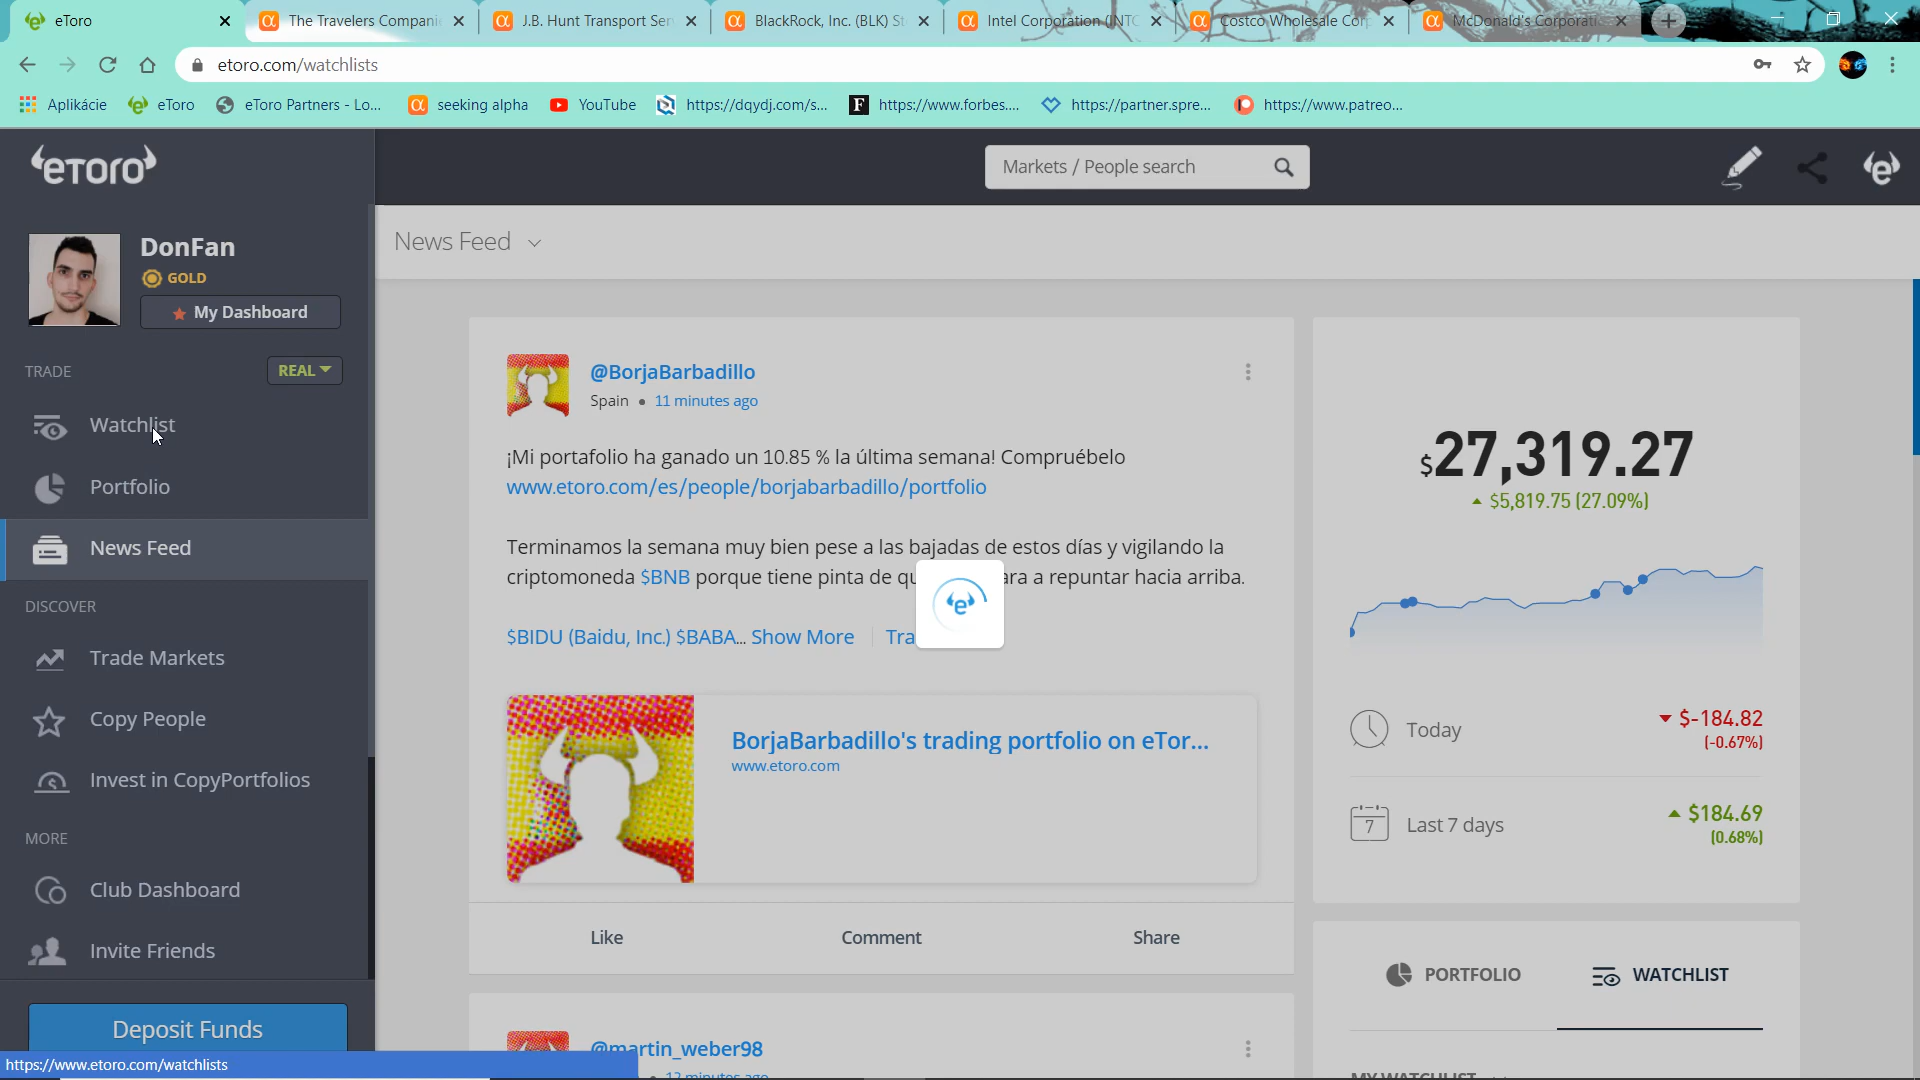 eToro
The Travelers Companie
J.B. Hunt Transport Ser
BlackRock, Inc. (BLK) St
Intel Corporation (INTC
Costco Wholesale Corp
McDonald's Corporati
etoro.com/watchlists
Aplikácie
eToro
eToro Partners - Lo...
seeking alpha
YouTube
https://dqydj.com/s...
https://www.forbes....
https://partner.spre...
https://www.patreo...
eToro
Markets / People search
DonFan
GOLD
My Dashboard
TRADE
REAL
Watchlist
Portfolio
News Feed
DISCOVER
Trade Markets
Copy People
Invest in CopyPortfolios
MORE
Club Dashboard
Invite Friends
Deposit Funds
https://www.etoro.com/watchlists
News Feed
@BorjaBarbadillo
Spain • 11 minutes ago
¡Mi portafolio ha ganado un 10.85 % la última semana! Compruébelo
www.etoro.com/es/people/borjabarbadillo/portfolio
Terminamos la semana muy bien pese a las bajadas de estos días y vigilando la
criptomoneda $BNB porque tiene pinta de qu ara a repuntar hacia arriba.
$BIDU (Baidu, Inc.) $BABA... Show More Tra
BorjaBarbadillo's trading portfolio on eTor...
www.etoro.com
Like
Comment
Share
@martin_weber98
12 minutes ago
$27,319.27
$5,819.75 (27.09%)
Today
$-184.82
(-0.67%)
7
Last 7 days
$184.69
(0.68%)
PORTFOLIO
WATCHLIST
MY WATCHLIST